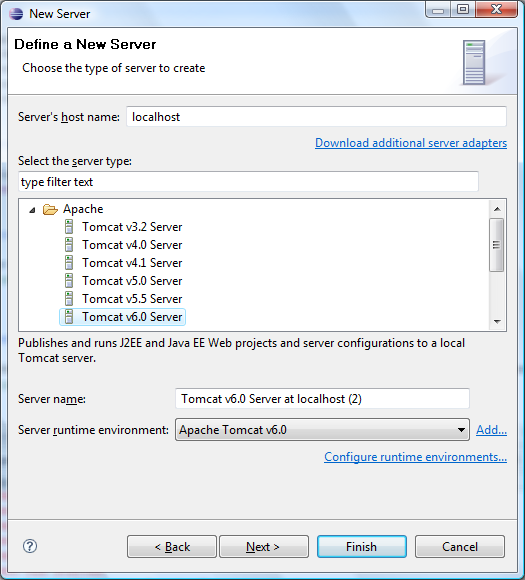 New Server
Define a New Server
Choose the type of server to create
Server's host name: localhost
Download additional server adapters
Select the server type:
type filter text
Apache
Tomcat v3.2 Server
Tomcat v4.0 Server
Tomcat v4.1 Server
Tomcat v5.0 Server
Tomcat v5.5 Server
Tomcat v6.0 Server
Publishes and runs J2EE and Java EE Web projects and server configurations to a local
Tomcat server.
Server name: Tomcat v6.0 Server at localhost (2)
Server runtime environment: Apache Tomcat v6.0 Add...
Configure runtime environments...
? < Back Next > Finish Cancel